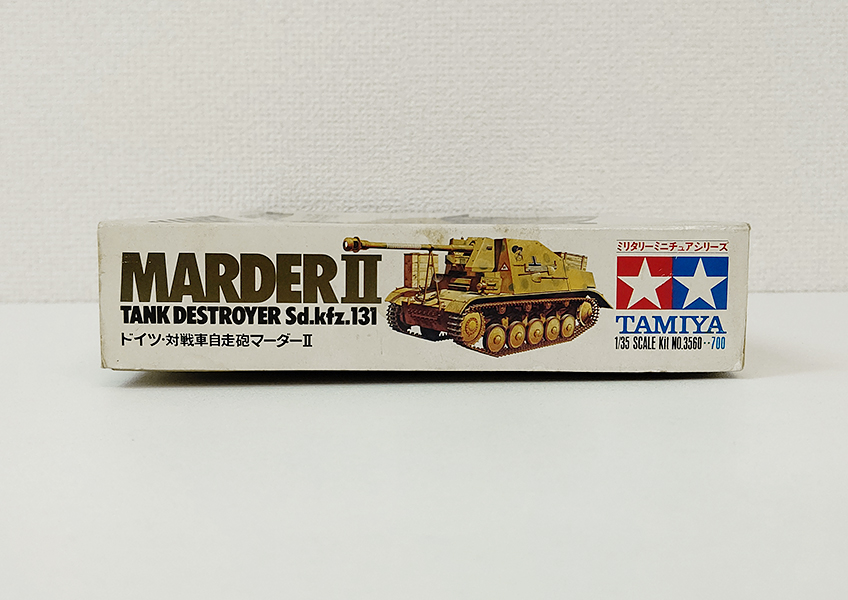 MARDER II
TANK DESTROYER Sd.kfz.131
ドイツ・対戦車自走砲マーダーII
ミリタリーミニチュアシリーズ
TAMIYA
1/35 SCALE Kit NO.3560··700